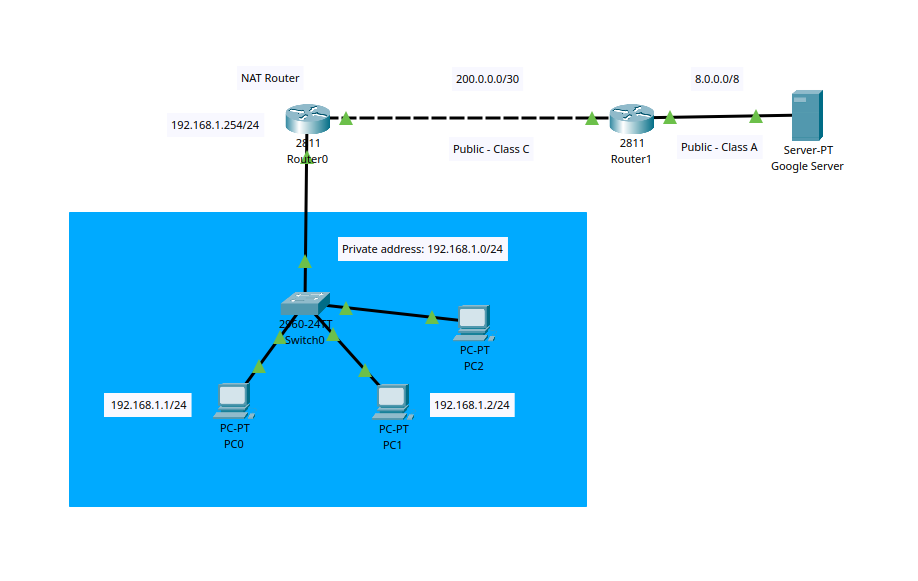 NAT Router
200.0.0.0/30
8.0.0.0/8
192.168.1.254/24
2811
Router0
Public - Class C
2811
Router1
Public - Class A
Server-PT
Google Server
Private address: 192.168.1.0/24
2960-24TT
Switch0
PC-PT
PC2
192.168.1.1/24
192.168.1.2/24
PC-PT
PC0
PC-PT
PC1